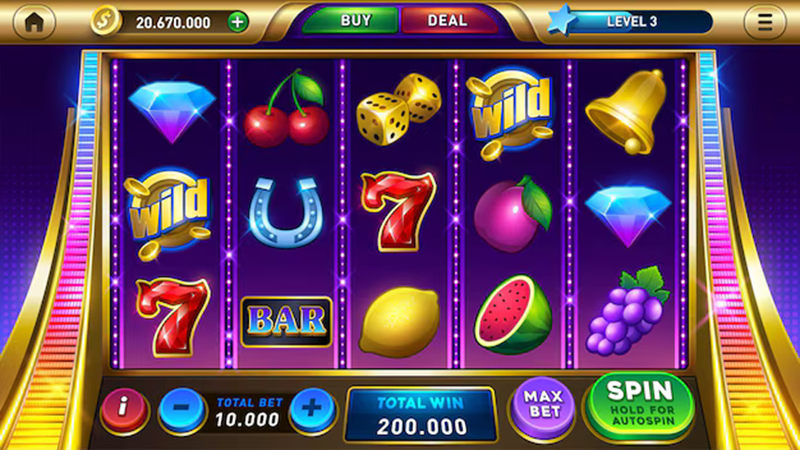 $ 20.670.000 +
BUY
DEAL
LEVEL 3
wild
wild
7
7
BAR
i
-
TOTAL BET
10.000
+
TOTAL WIN
200.000
MAX
BET
SPIN
HOLD FOR
AUTOSPIN